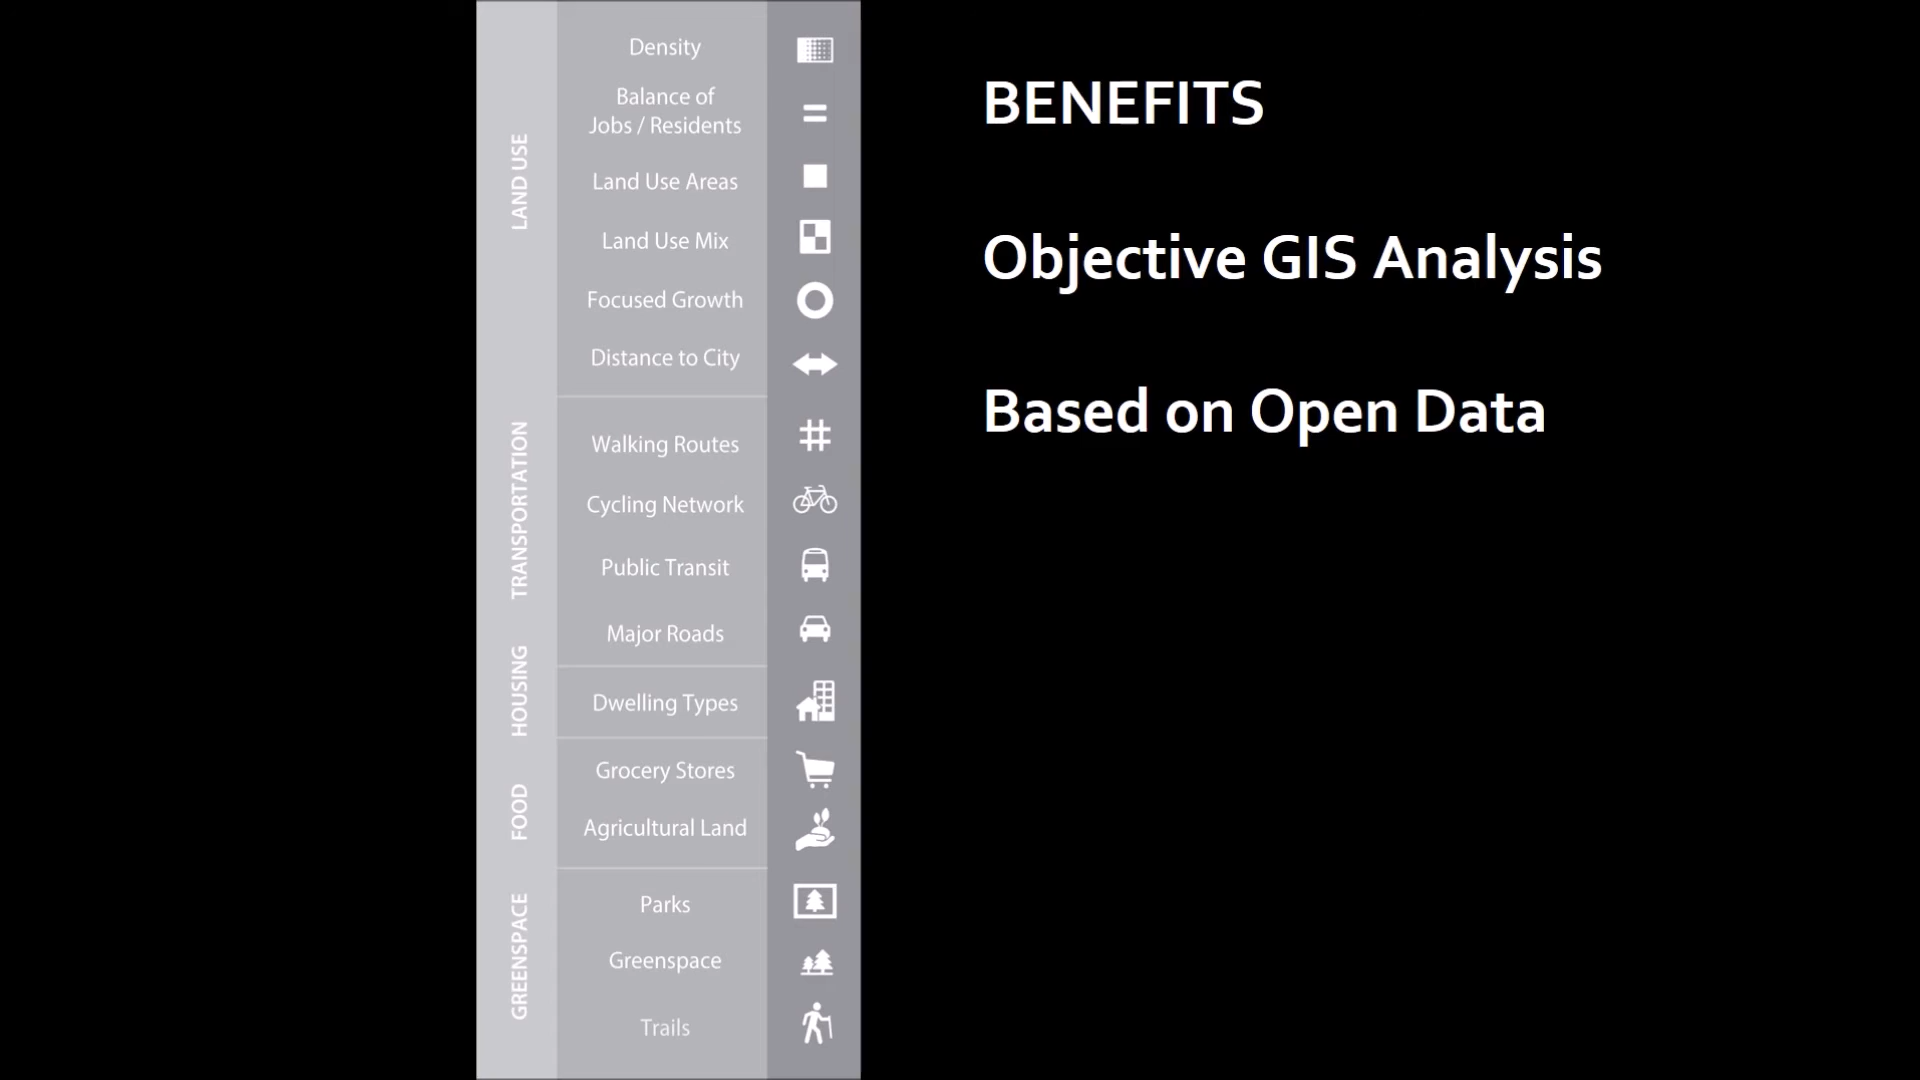 LAND USE
Density
Balance of
Jobs / Residents
Land Use Areas
Land Use Mix
Focused Growth
Distance to City
TRANSPORTATION
Walking Routes
Cycling Network
Public Transit
Major Roads
HOUSING
Dwelling Types
FOOD
Grocery Stores
Agricultural Land
GREENSPACE
Parks
Greenspace
Trails
BENEFITS
Objective GIS Analysis
Based on Open Data